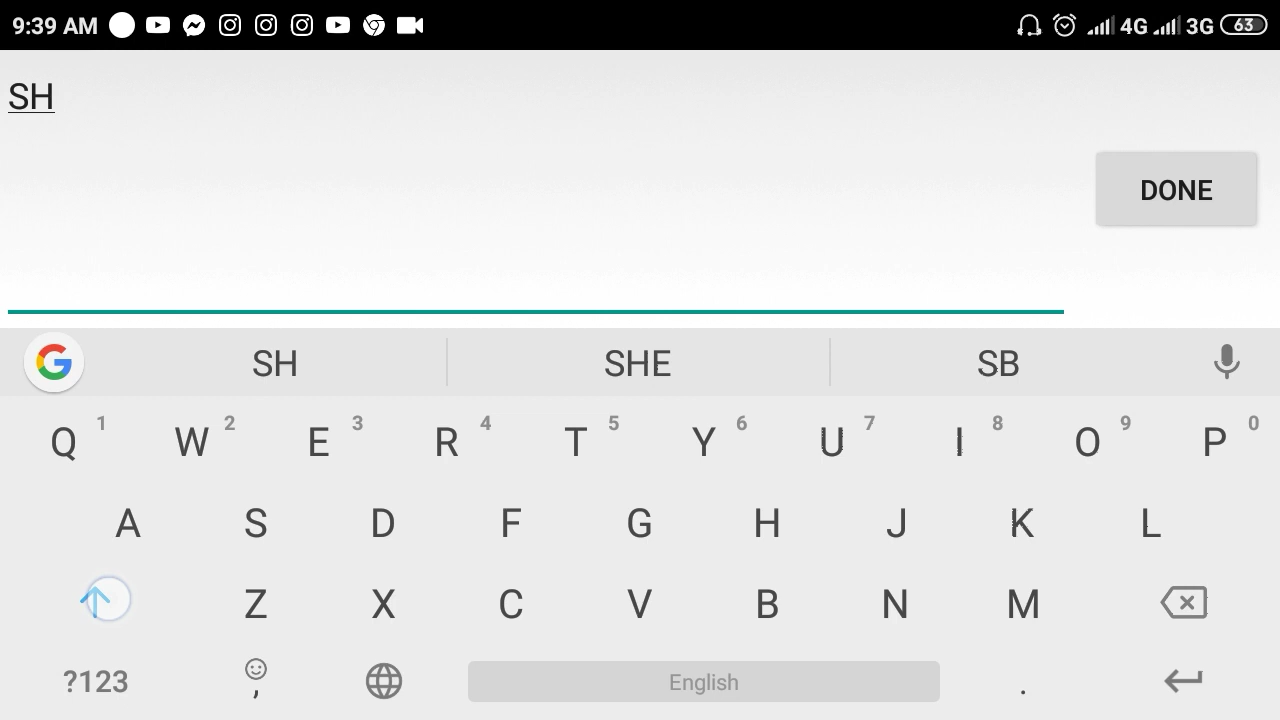 9:39 AM 4G 3G 63
SH
DONE
SH SHE SB
Q 1 W 2 E 3 R 4 T 5 Y 6 U 7 I 8 O 9 P 0
A S D F G H J K L
Z X C V B N M
?123 , English .